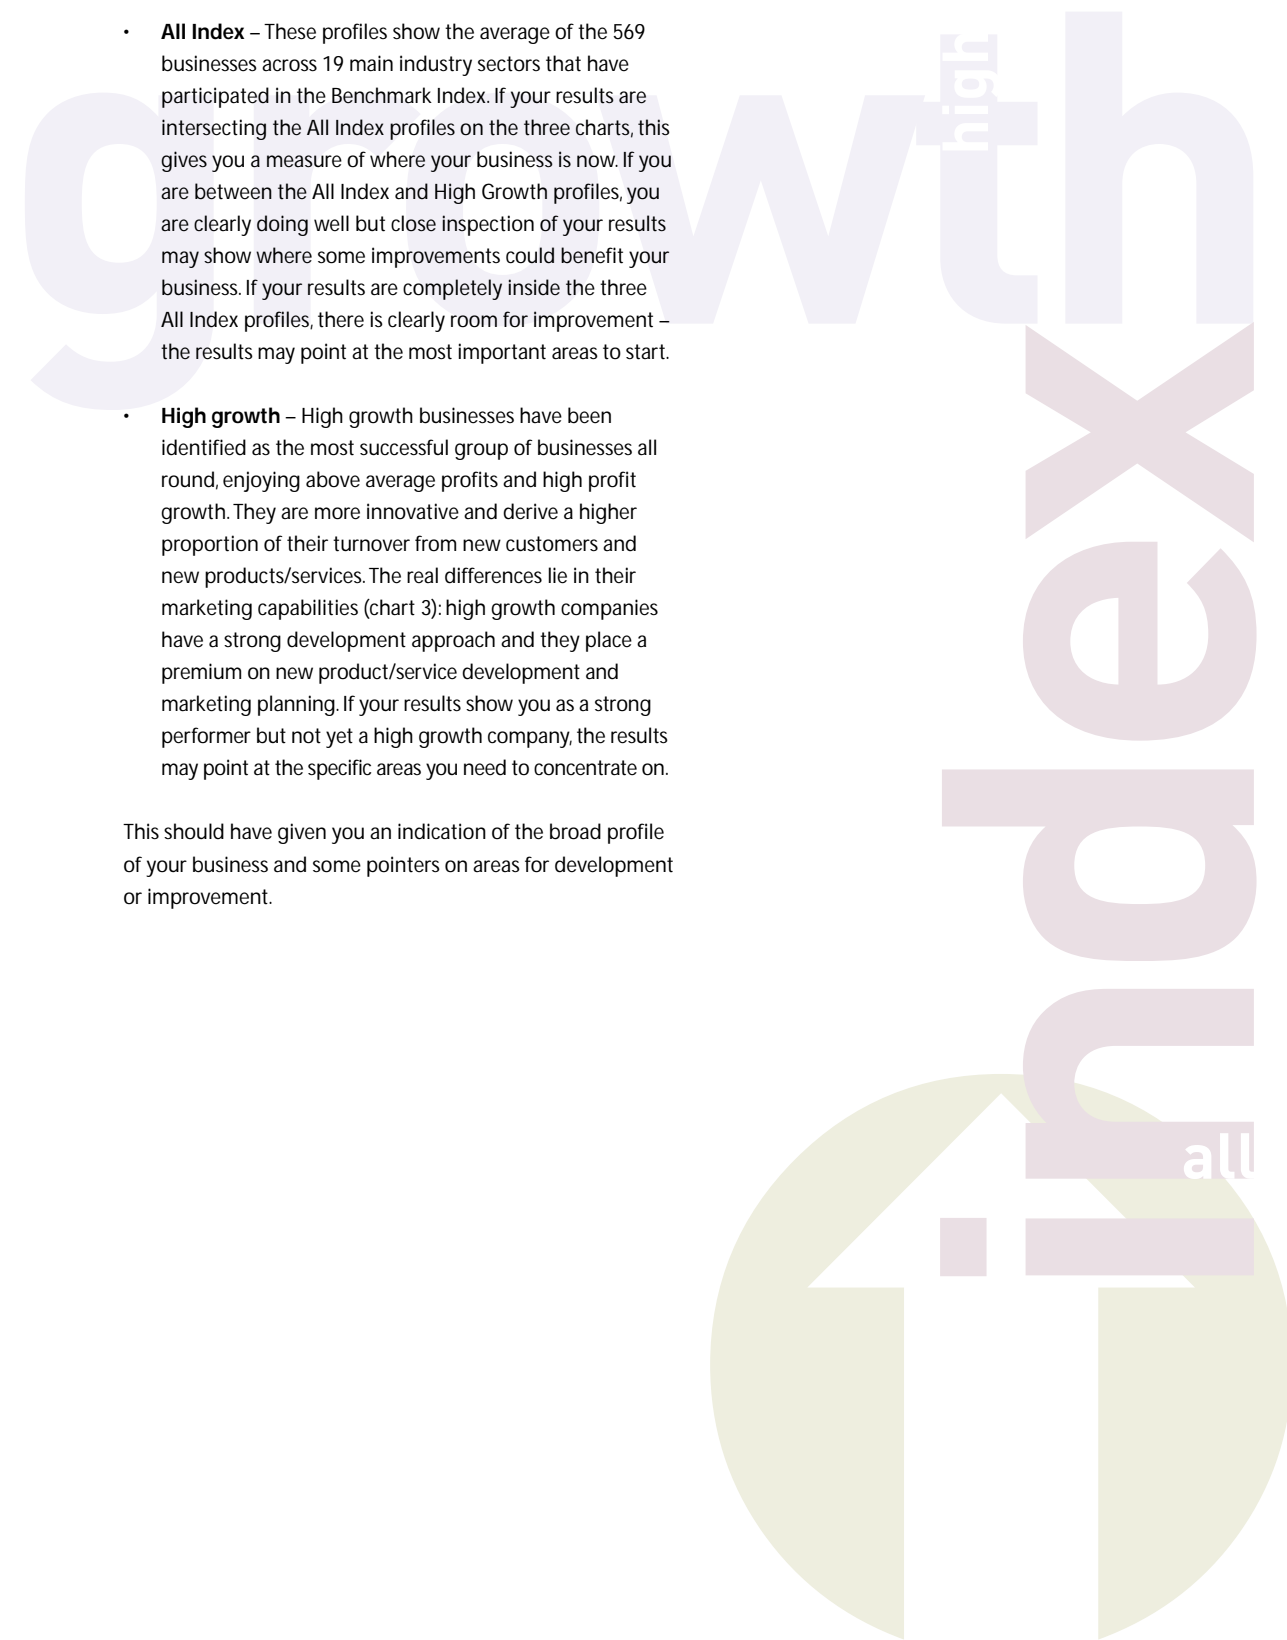 growth
high
• All Index – These profiles show the average of the 569
businesses across 19 main industry sectors that have
participated in the Benchmark Index. If your results are
intersecting the All Index profiles on the three charts, this
gives you a measure of where your business is now. If you
are between the All Index and High Growth profiles, you
are clearly doing well but close inspection of your results
may show where some improvements could benefit your
business. If your results are completely inside the three
All Index profiles, there is clearly room for improvement –
the results may point at the most important areas to start.
• High growth – High growth businesses have been
identified as the most successful group of businesses all
round, enjoying above average profits and high profit
growth. They are more innovative and derive a higher
proportion of their turnover from new customers and
new products/services. The real differences lie in their
marketing capabilities (chart 3): high growth companies
have a strong development approach and they place a
premium on new product/service development and
marketing planning. If your results show you as a strong
performer but not yet a high growth company, the results
may point at the specific areas you need to concentrate on.
This should have given you an indication of the broad profile
of your business and some pointers on areas for development
or improvement.
index
all